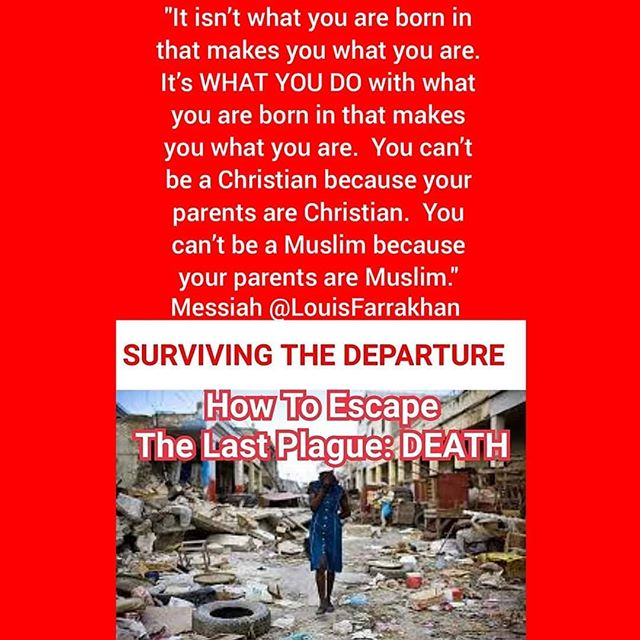 "It isn’t what you are born in
that makes you what you are.
It’s WHAT YOU DO with what
you are born in that makes
you what you are.  You can’t
be a Christian because your
parents are Christian.  You
can’t be a Muslim because
your parents are Muslim."
Messiah @LouisFarrakhan
SURVIVING THE DEPARTURE
How To Escape
The Last Plague: DEATH